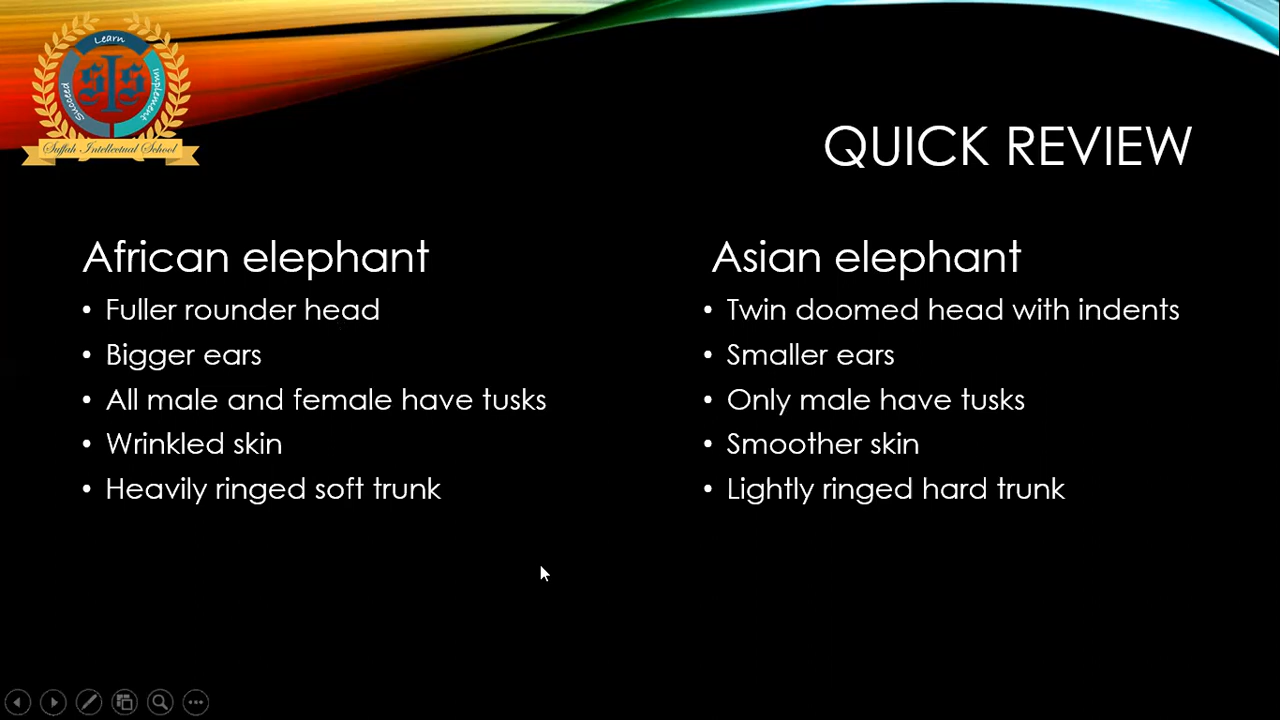 Learn
Implement
Succeed
SIS
Suffah Intellectual School
QUICK REVIEW
African elephant
• Fuller rounder head
• Bigger ears
• All male and female have tusks
• Wrinkled skin
• Heavily ringed soft trunk
Asian elephant
• Twin doomed head with indents
• Smaller ears
• Only male have tusks
• Smoother skin
• Lightly ringed hard trunk